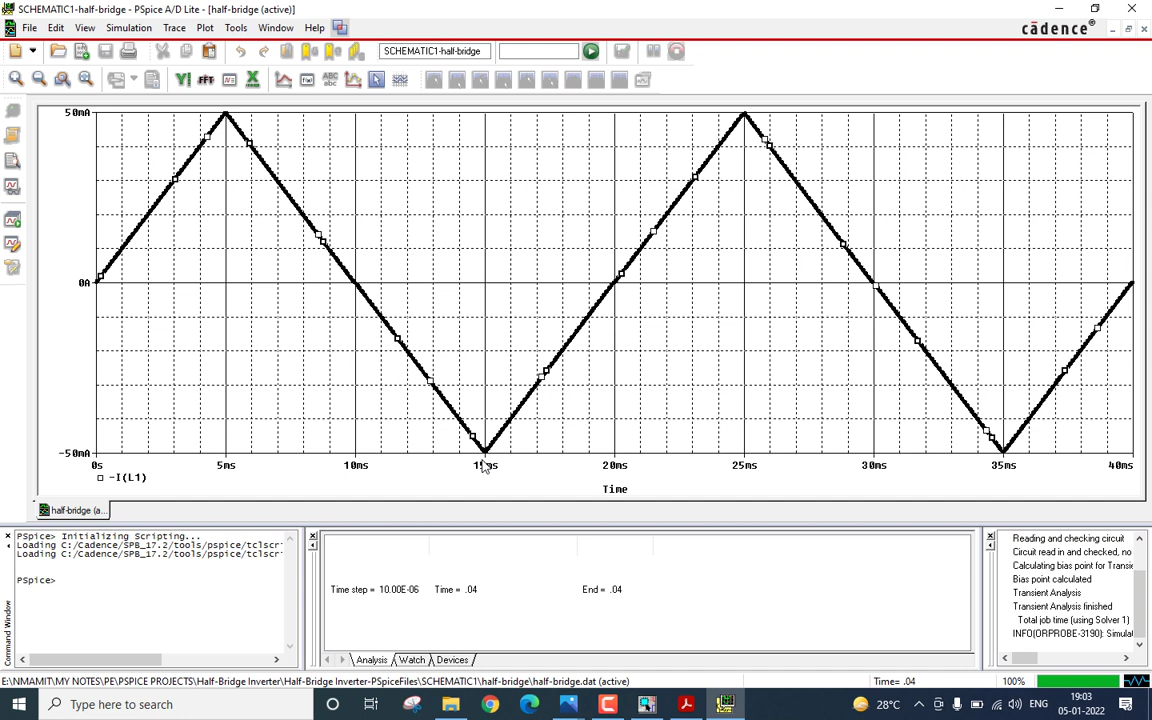 SCHEMATIC1-half-bridge - PSpice A/D Lite - [half-bridge (active)]
File Edit View Simulation Trace Plot Tools Window Help
cādence®
SCHEMATIC1-half-bridge
FFT
ABC
abc
50mA
0A
-50mA
0s 5ms 10ms 20ms 25ms 30ms 35ms 40ms
-I(L1)
Time
half-bridge (a...
PSpice> Initializing Scripting...
Loading C:/Cadence/SPB_17.2/tools/pspice/tclscr
Loading C:/Cadence/SPB_17.2/tools/pspice/tclscr
PSpice>
Command Window
Time step = 10.00E-06 Time = .04 End = .04
Analysis Watch Devices
Reading and checking circuit
Circuit read in and checked, no
Calculating bias point for Transie
Bias point calculated
Transient Analysis
Transient Analysis finished
Total job time (using Solver 1)
INFO(ORPROBE-3190): Simula
E:\NMAMIT\MY NOTES\PE\PSPICE PROJECTS\Half-Bridge Inverter\Half-Bridge Inverter-PSpiceFiles\SCHEMATIC1\half-bridge\half-bridge.dat (active) Time= .04 100%
Type here to search
28°C
ENG
19:03
05-01-2022